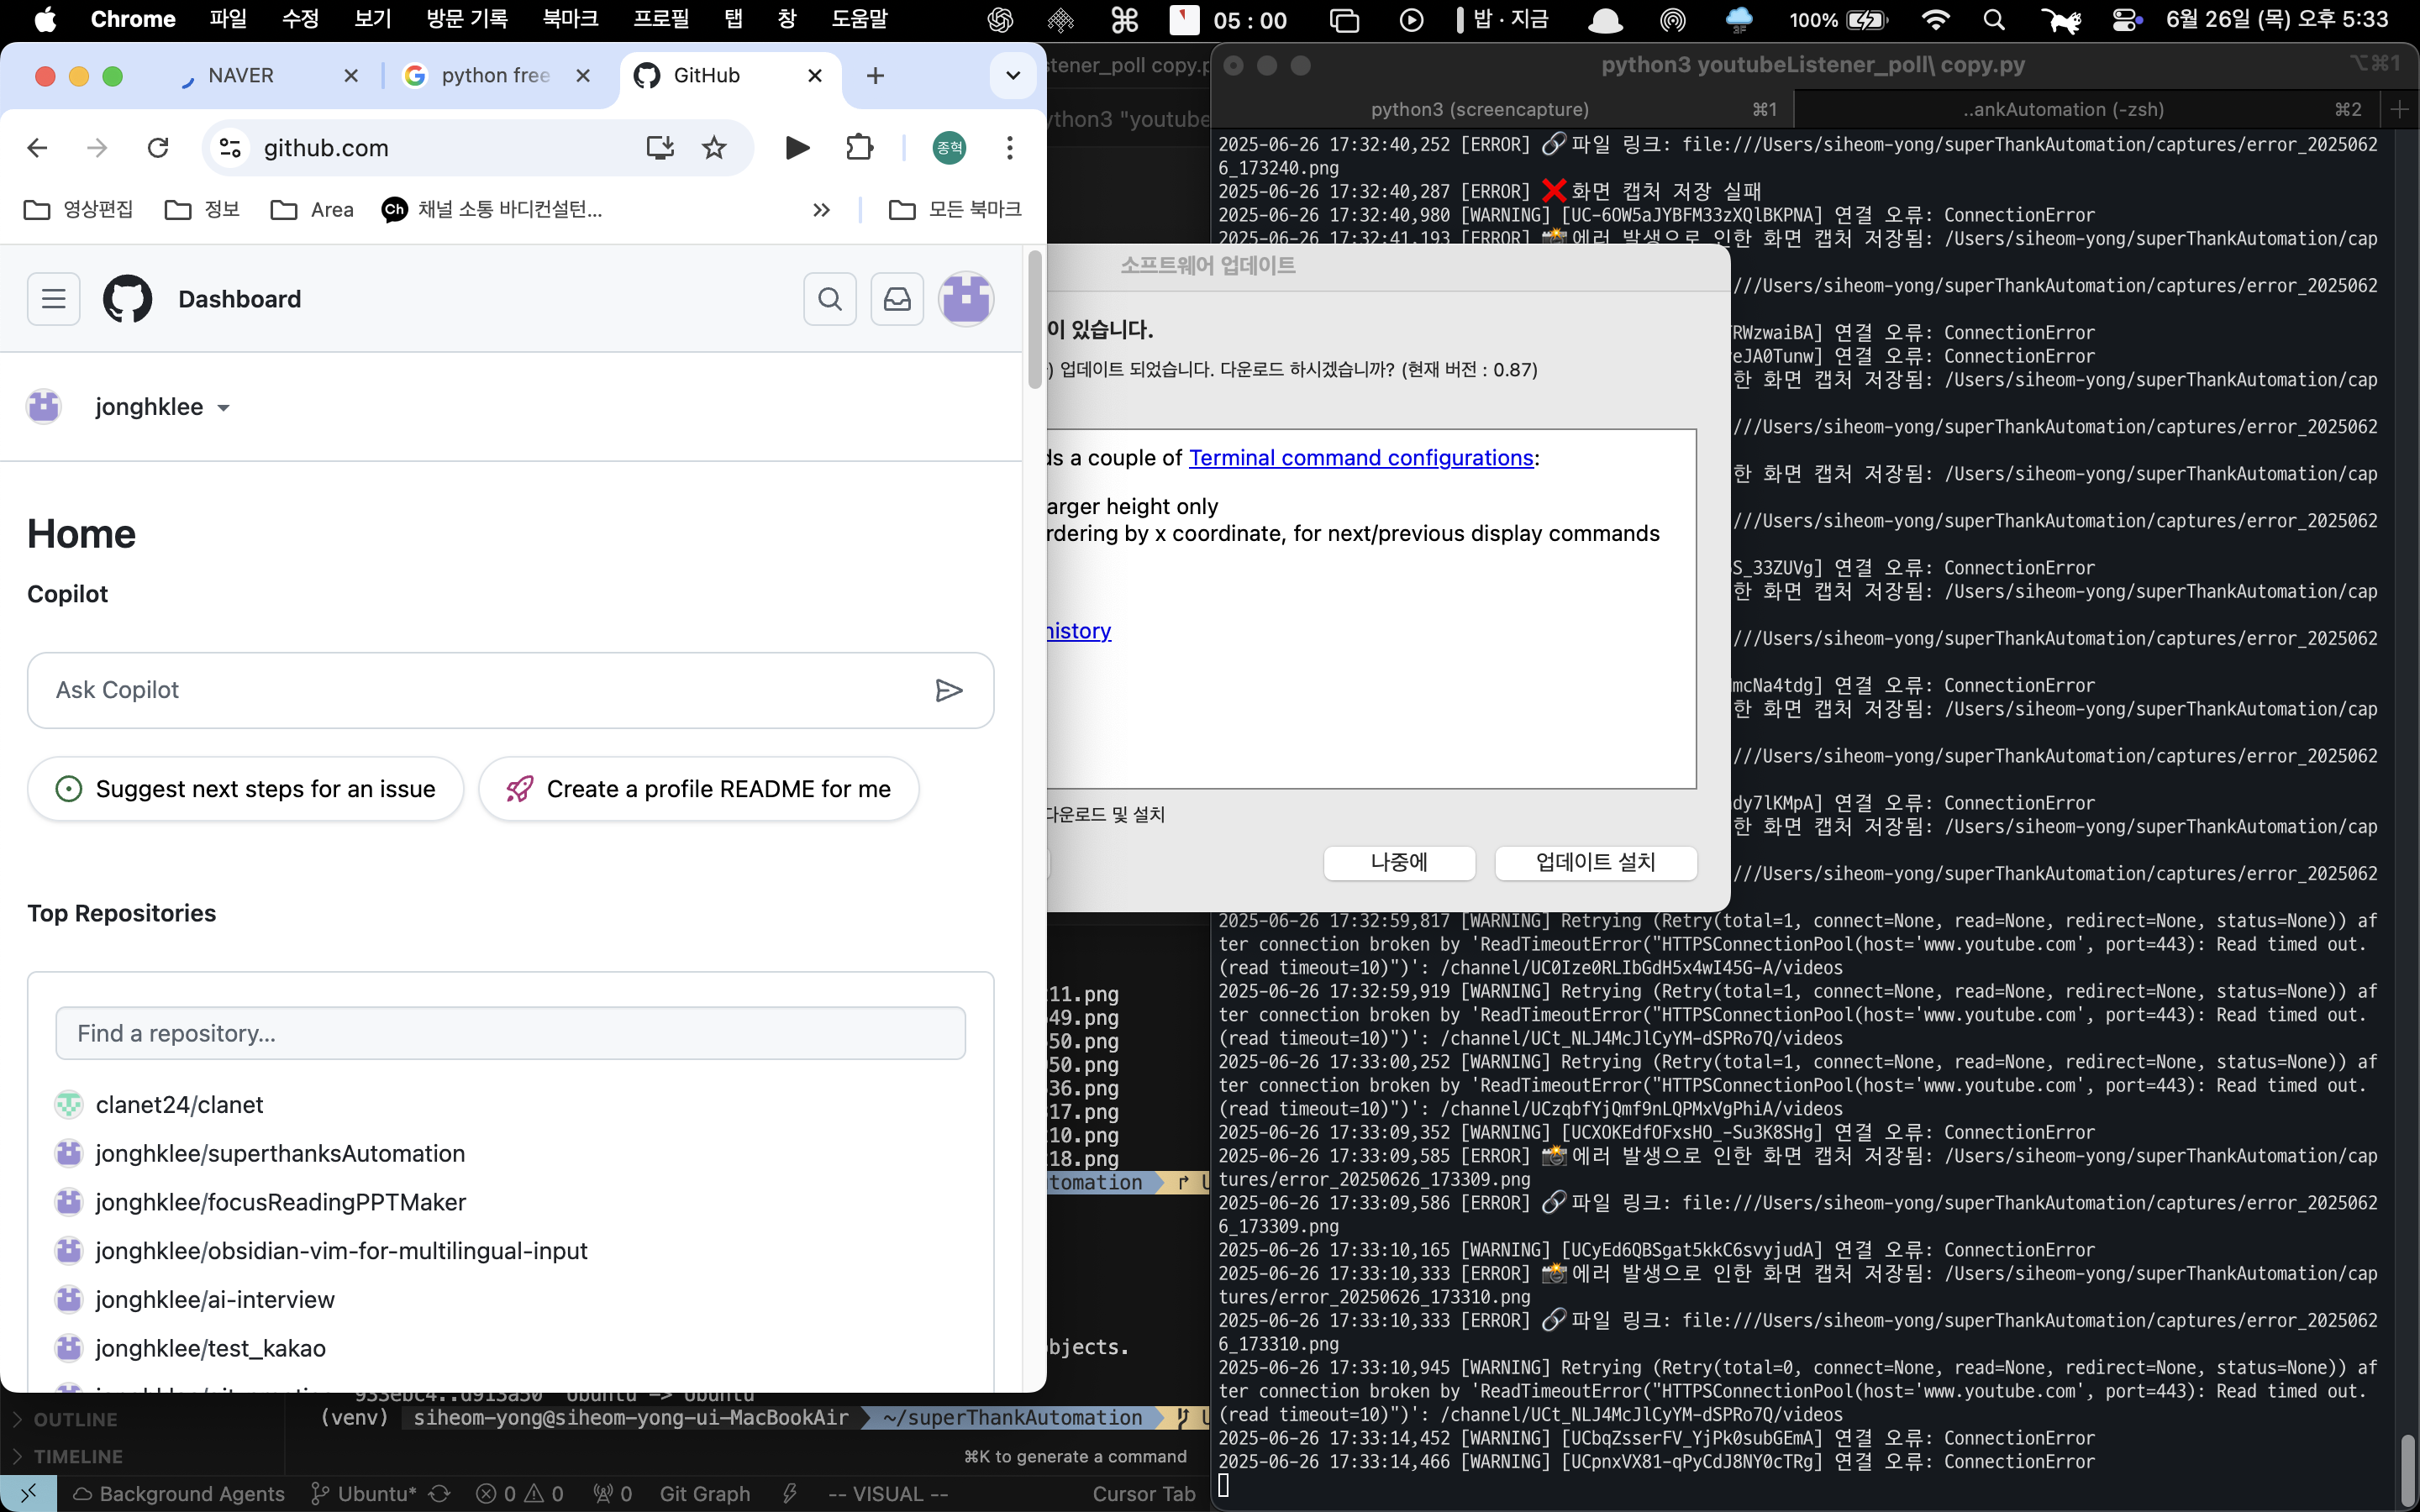 Chrome 파일 수정 보기 방문 기록 북마크 프로필 탭 창 도움말 05 : 00 밥 · 지금 100% 6월 26일 (목) 오후 5:33
NAVER
python free
GitHub
github.com
종혁
영상편집
정보
Area
Ch 채널 소통 바디컨설턴...
모든 북마크
Dashboard
jonghklee
Home
Copilot
Ask Copilot
Suggest next steps for an issue
Create a profile README for me
Top Repositories
Find a repository...
clanet24/clanet
jonghklee/superthanksAutomation
jonghklee/focusReadingPPTMaker
jonghklee/obsidian-vim-for-multilingual-input
jonghklee/ai-interview
jonghklee/test_kakao
소프트웨어 업데이트
이 있습니다.
) 업데이트 되었습니다. 다운로드 하시겠습니까? (현재 버전 : 0.87)
ds a couple of Terminal command configurations:
arger height only
rdering by x coordinate, for next/previous display commands
history
다운로드 및 설치
나중에
업데이트 설치
stener_poll copy.p
ython3 "youtube
11.png
49.png
50.png
50.png
36.png
17.png
10.png
18.png
tomation
bjects.
Ubuntu -> Ubuntu
(venv) siheom-yong@siheom-yong-ui-MacBookAir ~/superThankAutomation
OUTLINE
TIMELINE
⌘K to generate a command
Background Agents Ubuntu* 0 0 0 Git Graph -- VISUAL -- Cursor Tab
python3 youtubeListener_poll\ copy.py ⌥⌘1
python3 (screencapture) ⌘1
..ankAutomation (-zsh) ⌘2
2025-06-26 17:32:40,252 [ERROR] 🔗 파일 링크: file:///Users/siheom-yong/superThankAutomation/captures/error_2025062
6_173240.png
2025-06-26 17:32:40,287 [ERROR] ❌ 화면 캡처 저장 실패
2025-06-26 17:32:40,980 [WARNING] [UC-6OW5aJYBFM33zXQlBKPNA] 연결 오류: ConnectionError
2025-06-26 17:32:41,193 [ERROR] 📸 에러 발생으로 인한 화면 캡처 저장됨: /Users/siheom-yong/superThankAutomation/cap
///Users/siheom-yong/superThankAutomation/captures/error_2025062
RWzwaiBA] 연결 오류: ConnectionError
eJA0Tunw] 연결 오류: ConnectionError
한 화면 캡처 저장됨: /Users/siheom-yong/superThankAutomation/cap
///Users/siheom-yong/superThankAutomation/captures/error_2025062
한 화면 캡처 저장됨: /Users/siheom-yong/superThankAutomation/cap
///Users/siheom-yong/superThankAutomation/captures/error_2025062
S_33ZUVg] 연결 오류: ConnectionError
한 화면 캡처 저장됨: /Users/siheom-yong/superThankAutomation/cap
///Users/siheom-yong/superThankAutomation/captures/error_2025062
mcNa4tdg] 연결 오류: ConnectionError
한 화면 캡처 저장됨: /Users/siheom-yong/superThankAutomation/cap
///Users/siheom-yong/superThankAutomation/captures/error_2025062
dy7lKMpA] 연결 오류: ConnectionError
한 화면 캡처 저장됨: /Users/siheom-yong/superThankAutomation/cap
///Users/siheom-yong/superThankAutomation/captures/error_2025062
2025-06-26 17:32:59,817 [WARNING] Retrying (Retry(total=1, connect=None, read=None, redirect=None, status=None)) af
ter connection broken by 'ReadTimeoutError("HTTPSConnectionPool(host='www.youtube.com', port=443): Read timed out.
(read timeout=10)")': /channel/UC0Ize0RLIbGdH5x4wI45G-A/videos
2025-06-26 17:32:59,919 [WARNING] Retrying (Retry(total=1, connect=None, read=None, redirect=None, status=None)) af
ter connection broken by 'ReadTimeoutError("HTTPSConnectionPool(host='www.youtube.com', port=443): Read timed out.
(read timeout=10)")': /channel/UCt_NLJ4McJlCyYM-dSPRo7Q/videos
2025-06-26 17:33:00,252 [WARNING] Retrying (Retry(total=1, connect=None, read=None, redirect=None, status=None)) af
ter connection broken by 'ReadTimeoutError("HTTPSConnectionPool(host='www.youtube.com', port=443): Read timed out.
(read timeout=10)")': /channel/UCzqbfYjQmf9nLQPMxVgPhiA/videos
2025-06-26 17:33:09,352 [WARNING] [UCXOKEdfOFxsHO_-Su3K8SHg] 연결 오류: ConnectionError
2025-06-26 17:33:09,585 [ERROR] 📸 에러 발생으로 인한 화면 캡처 저장됨: /Users/siheom-yong/superThankAutomation/cap
tures/error_20250626_173309.png
2025-06-26 17:33:09,586 [ERROR] 🔗 파일 링크: file:///Users/siheom-yong/superThankAutomation/captures/error_2025062
6_173309.png
2025-06-26 17:33:10,165 [WARNING] [UCyEd6QBSgat5kkC6svyjudA] 연결 오류: ConnectionError
2025-06-26 17:33:10,333 [ERROR] 📸 에러 발생으로 인한 화면 캡처 저장됨: /Users/siheom-yong/superThankAutomation/cap
tures/error_20250626_173310.png
2025-06-26 17:33:10,333 [ERROR] 🔗 파일 링크: file:///Users/siheom-yong/superThankAutomation/captures/error_2025062
6_173310.png
2025-06-26 17:33:10,945 [WARNING] Retrying (Retry(total=0, connect=None, read=None, redirect=None, status=None)) af
ter connection broken by 'ReadTimeoutError("HTTPSConnectionPool(host='www.youtube.com', port=443): Read timed out.
(read timeout=10)")': /channel/UCt_NLJ4McJlCyYM-dSPRo7Q/videos
2025-06-26 17:33:14,452 [WARNING] [UCbqZsserFV_YjPk0subGEmA] 연결 오류: ConnectionError
2025-06-26 17:33:14,466 [WARNING] [UCpnxVX81-qPyCdJ8NY0cTRg] 연결 오류: ConnectionError